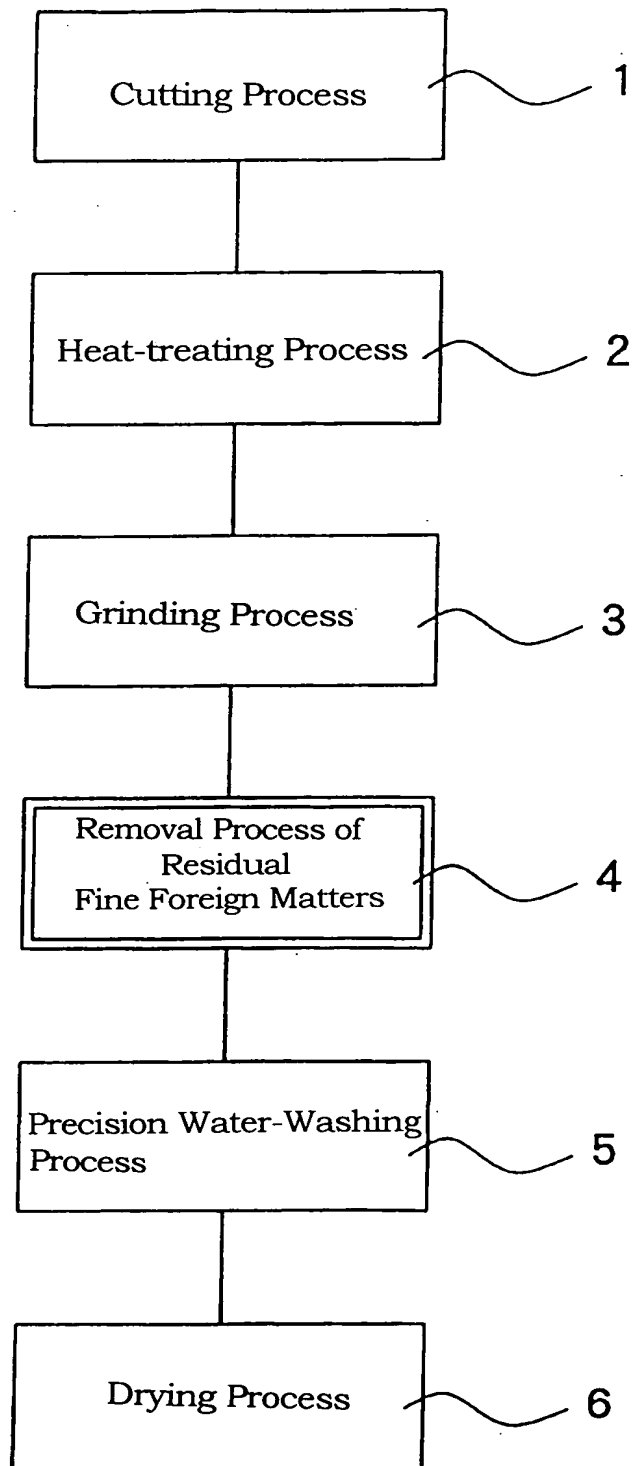 Cutting Process
1
Heat-treating Process
2
Grinding Process
3
Removal Process of
Residual
Fine Foreign Matters
4
Precision Water-Washing
Process
5
Drying Process
6